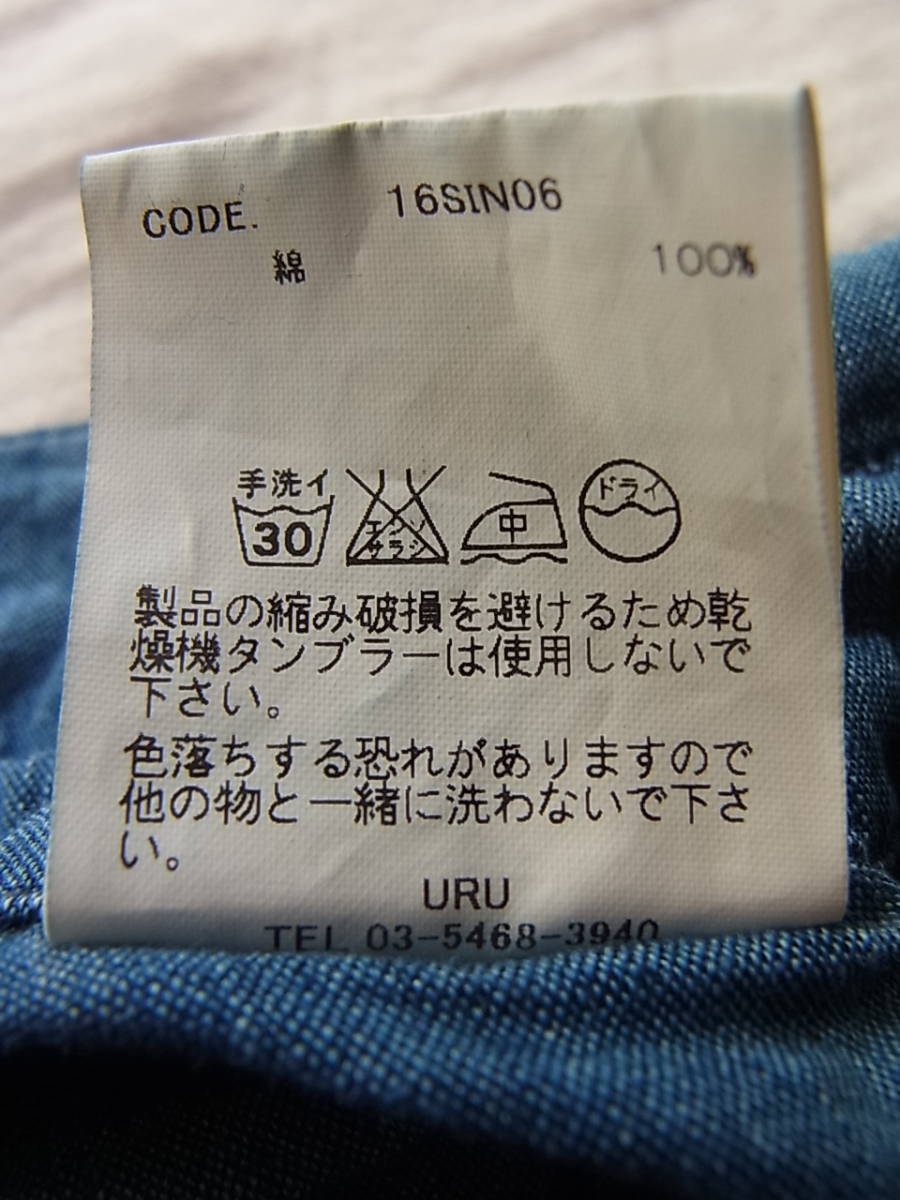 CODE. 16SIN06
綿 100%
手洗イ ドライ
30 エンソ 中
サラシ
製品の縮み破損を避けるため乾
燥機タンブラーは使用しないで
下さい。
色落ちする恐れがありますので
他の物と一緒に洗わないで下さ
い。
URU
TEL 03-5468-3940